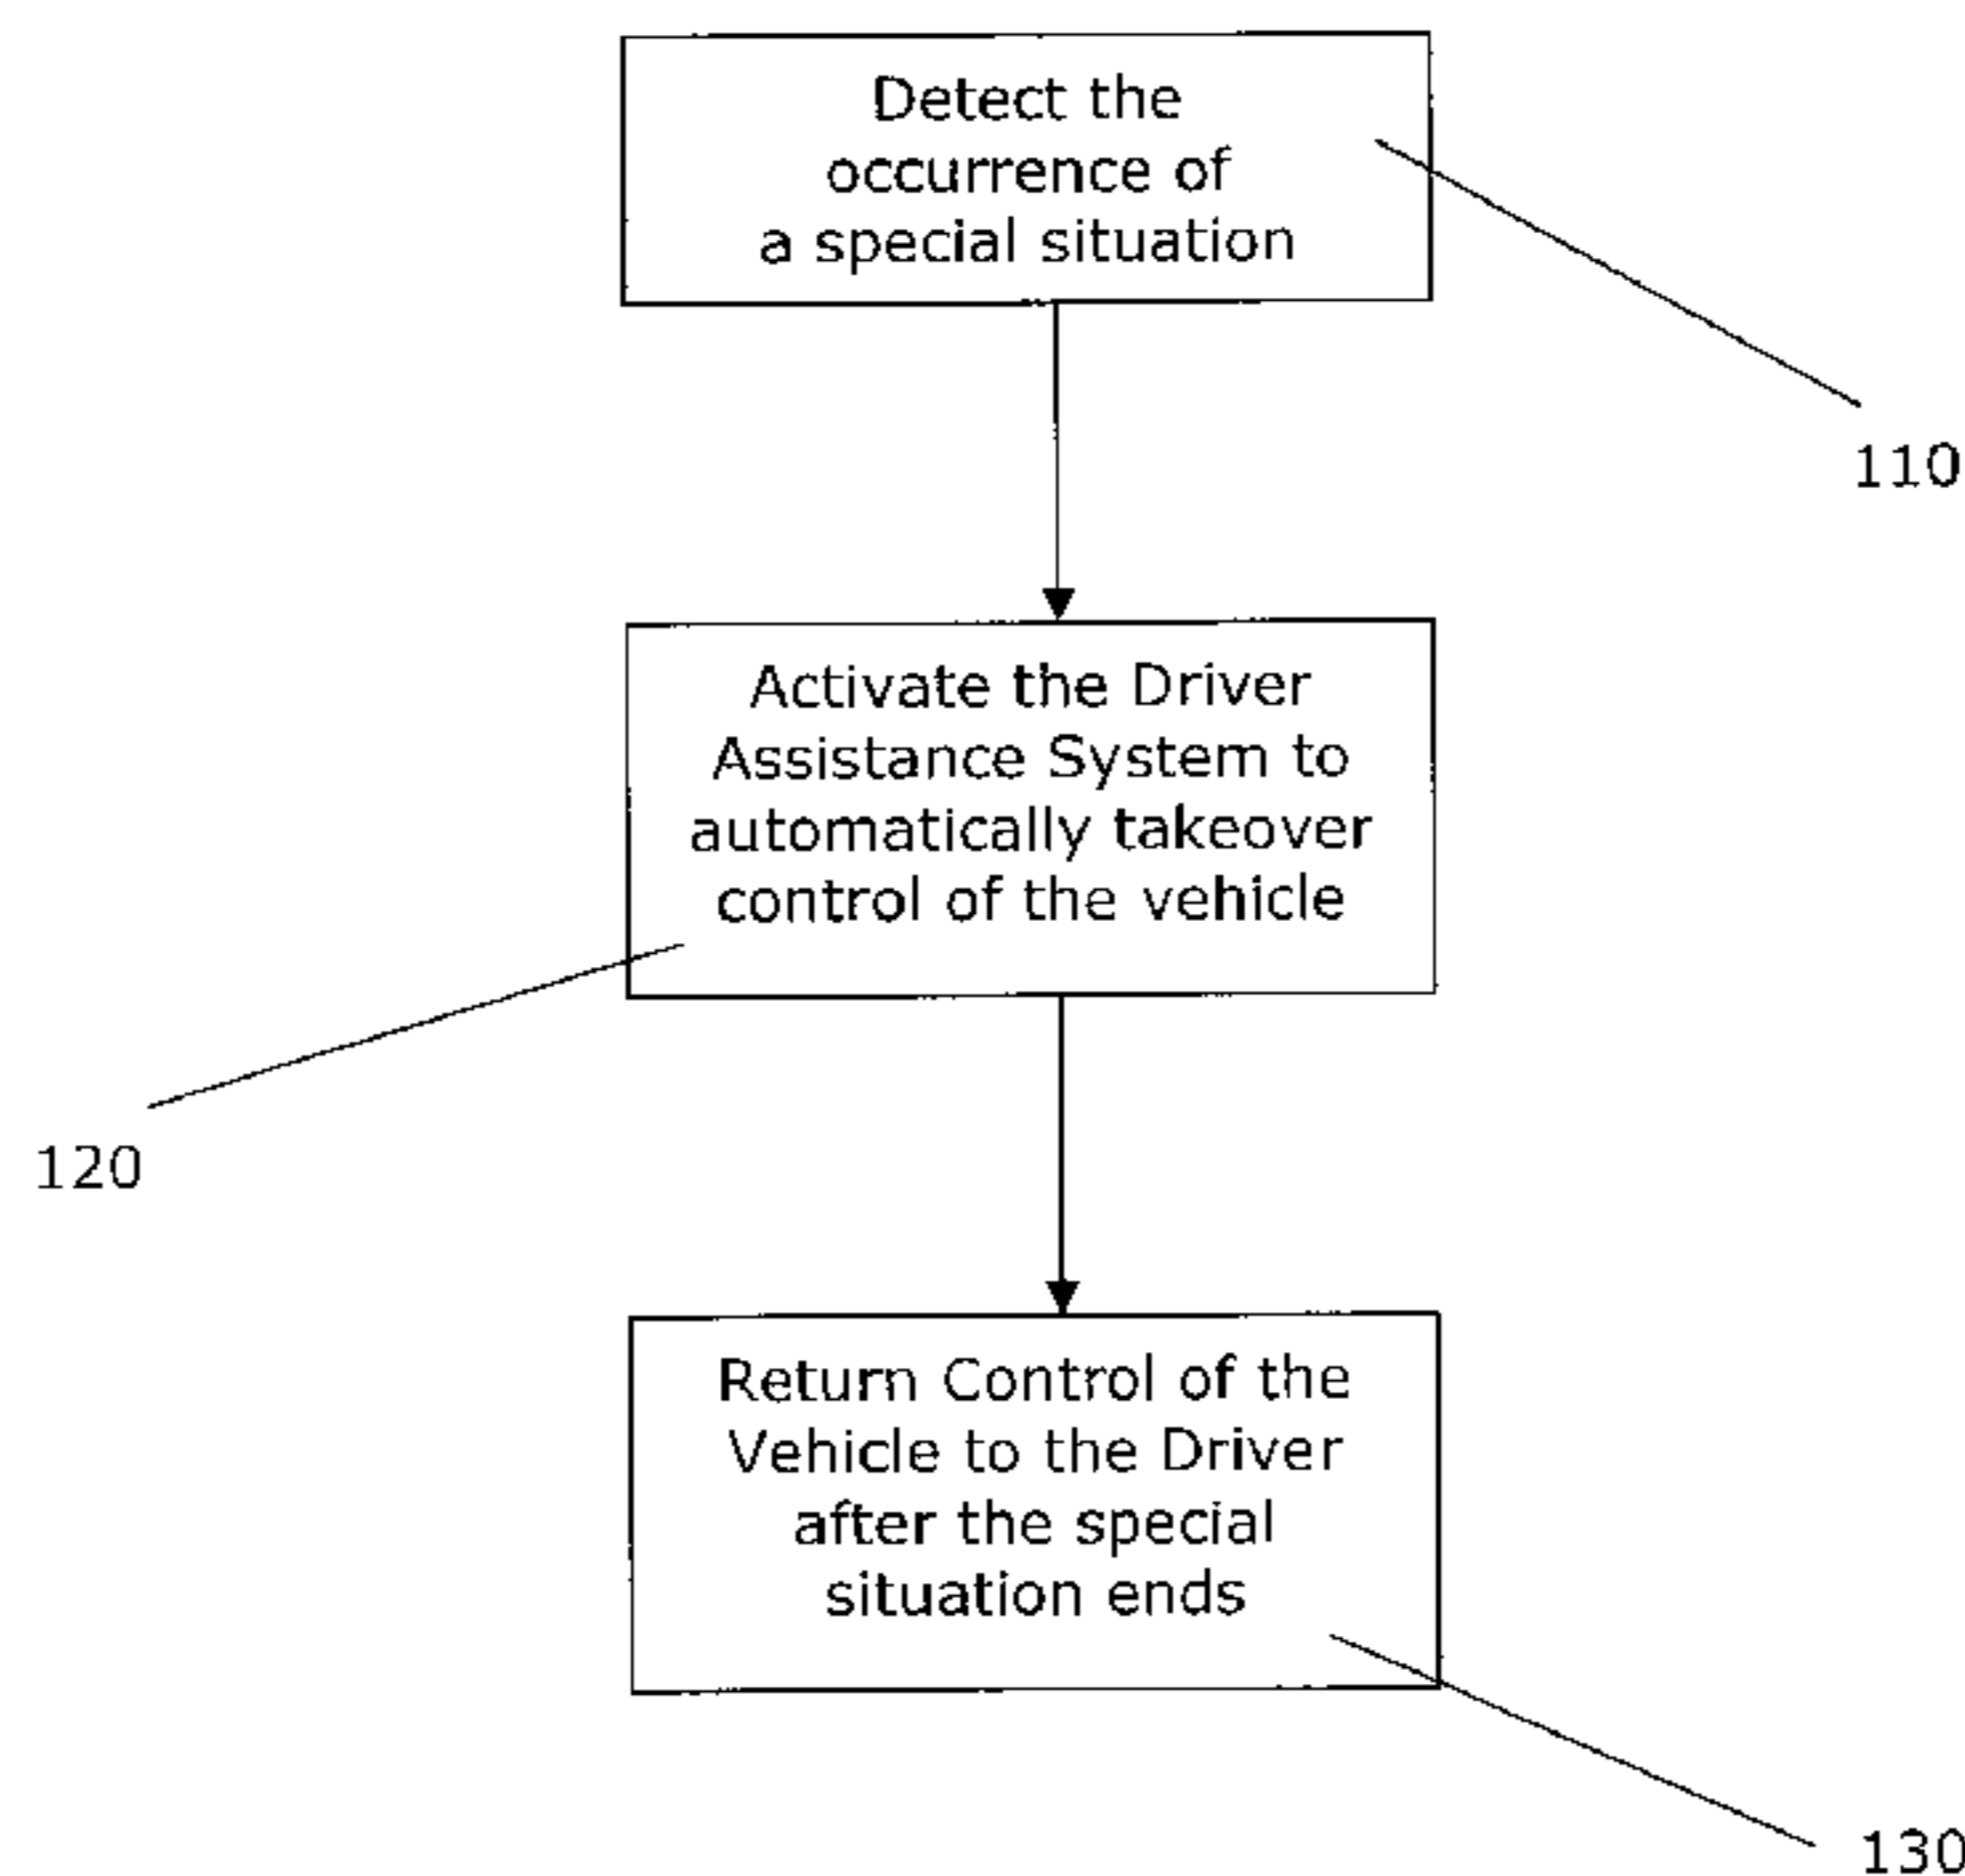 Detect the
occurrence of
a special situation
110
Activate the Driver
Assistance System to
automatically takeover
control of the vehicle
120
Return Control of the
Vehicle to the Driver
after the special
situation ends
130